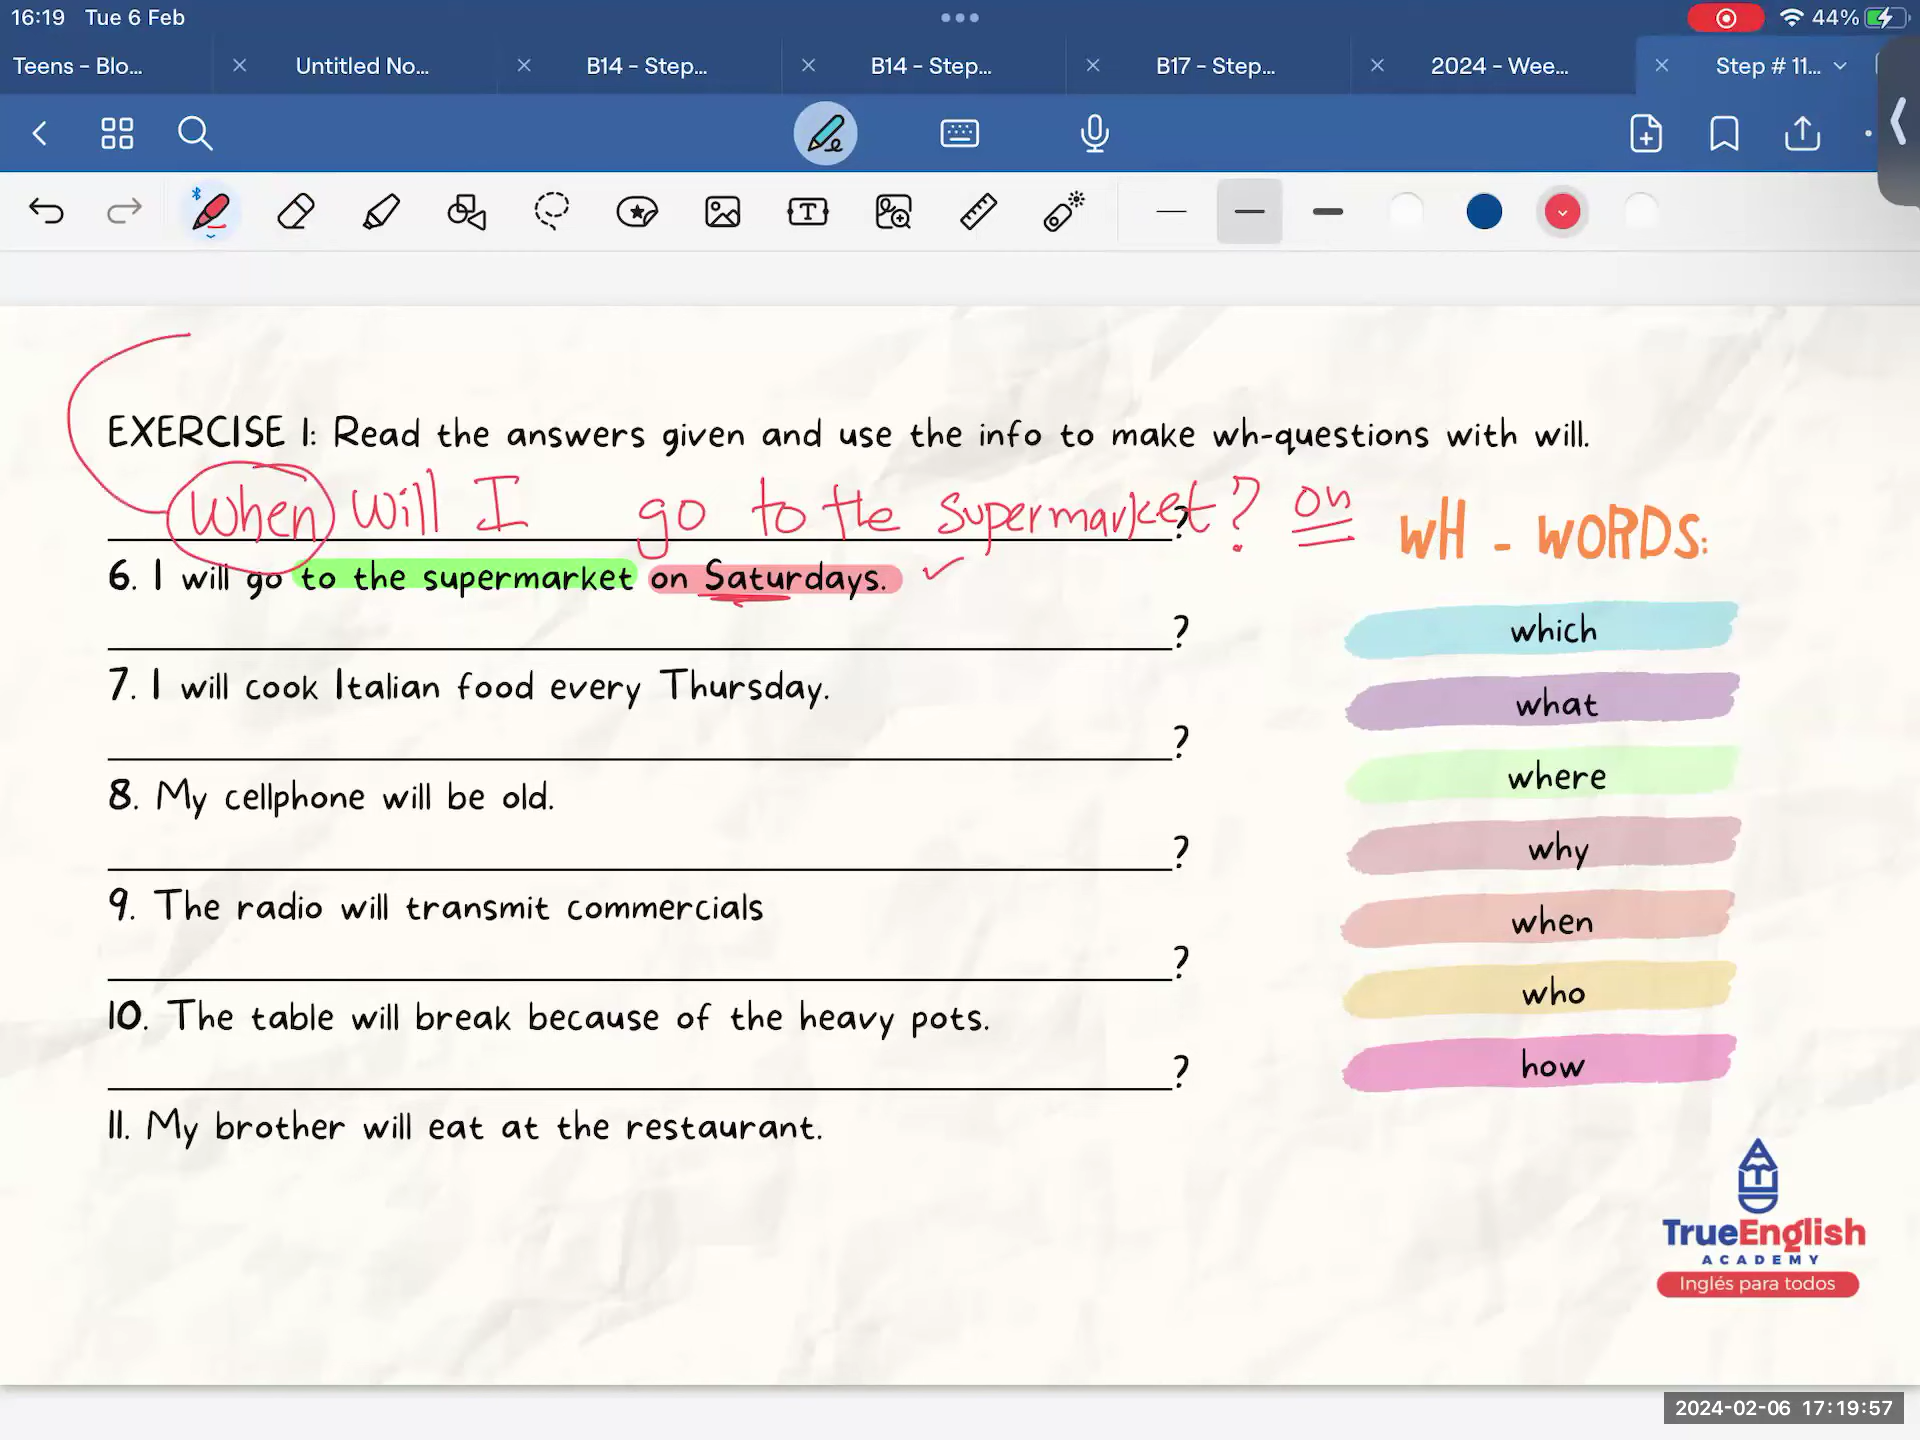 16:19 Tue 6 Feb
44%
Teens - Blo...
Untitled No...
B14 - Step...
B14 - Step...
B17 - Step...
2024 - Wee...
Step # 11...
EXERCISE 1: Read the answers given and use the info to make wh-questions with will.
When will I go to the supermarket? on
?
6. I will go to the supermarket on Saturdays.
?
7. I will cook Italian food every Thursday.
?
8. My cellphone will be old.
?
9. The radio will transmit commercials
?
10. The table will break because of the heavy pots.
?
11. My brother will eat at the restaurant.
WH - WORDS:
which
what
where
why
when
who
how
TrueEnglish
ACADEMY
Inglés para todos
2024-02-06 17:19:57